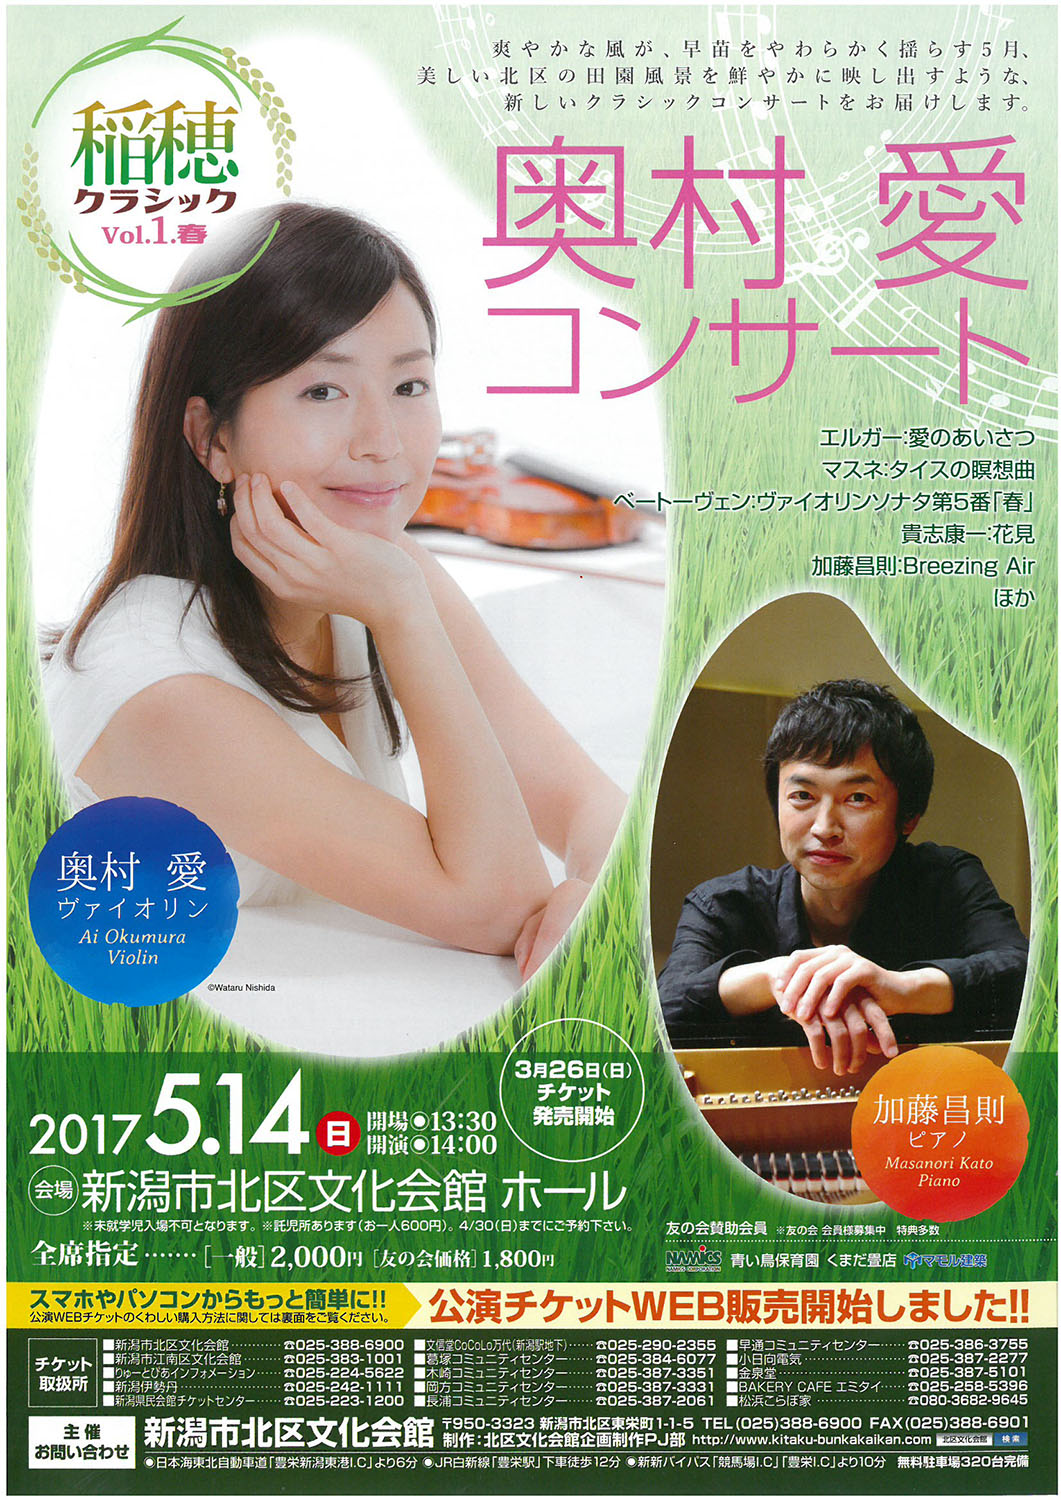 爽やかな風が、早苗をやわらかく揺らす5月、
美しい北区の田園風景を鮮やかに映し出すような、
新しいクラシックコンサートをお届けします。
稲穂
クラシック
Vol.1.春
奥村 愛
コンサート
エルガー:愛のあいさつ
マスネ:タイスの瞑想曲
ベートーヴェン:ヴァイオリンソナタ第5番「春」
貴志康一:花見
加藤昌則:Breezing Air
ほか
奥村 愛
ヴァイオリン
Ai Okumura
Violin
©Wataru Nishida
加藤昌則
ピアノ
Masanori Kato
Piano
3月26日(日)
チケット
発売開始
2017 5.14 日 開場◉13:30
開演◉14:00
会場 新潟市北区文化会館 ホール
※未就学児入場不可となります。※託児所あります(お一人600円)。4/30(日)までにご予約下さい。
全席指定……[一般]2,000円 [友の会価格]1,800円
友の会賛助会員 ※友の会 会員様募集中 特典多数
NAMICS NAMICS CORPORATION 青い鳥保育園 くまだ畳店 マモル建築
スマホやパソコンからもっと簡単に!!
公演WEBチケットのくわしい購入方法に関しては裏面をご覧ください。
公演チケットWEB販売開始しました!!
チケット
取扱所
■新潟市北区文化会館…………☎025-388-6900
■新潟市江南区文化会館………☎025-383-1001
■りゅーとぴあインフォメーション……☎025-224-5622
■新潟伊勢丹……………………☎025-242-1111
■新潟県民会館チケットセンター……☎025-223-1200
■文信堂CoCoLo万代(新潟駅地下)……☎025-290-2355
■葛塚コミュニティセンター……☎025-384-6077
■木崎コミュニティセンター……☎025-387-3351
■岡方コミュニティセンター……☎025-387-3331
■長浦コミュニティセンター……☎025-387-2061
■早通コミュニティセンター……☎025-386-3755
■小日向電気……………………☎025-387-2277
■金泉堂…………………………☎025-387-5101
■BAKERY CAFE エミタイ……☎025-258-5396
■松浜こらぼ家…………………☎080-3682-9645
主催
お問い合わせ
新潟市北区文化会館
〒950-3323 新潟市北区東栄町1-1-5 TEL(025)388-6900 FAX(025)388-6901
制作:北区文化会館企画制作PJ部 http://www.kitaku-bunkakaikan.com/ 北区文化会館 検索
◉日本海東北自動車道「豊栄新潟東港I.C」より6分 ◉JR白新線「豊栄駅」下車徒歩12分 ◉新新バイパス「競馬場I.C」「豊栄I.C」より10分 無料駐車場320台完備